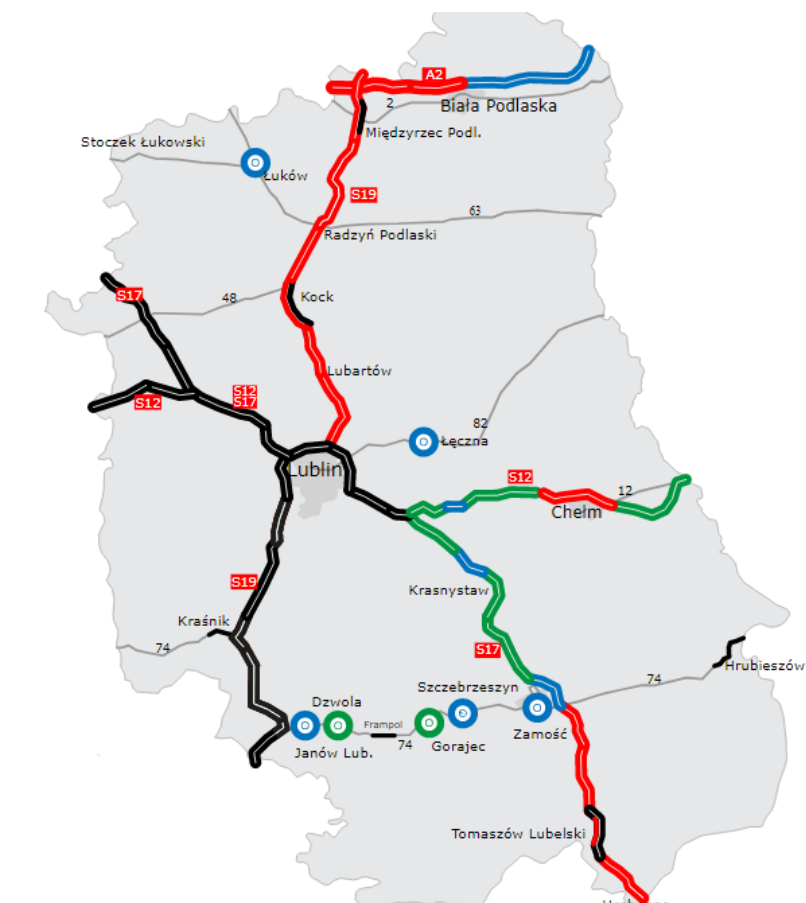 A2
2
Biała Podlaska
Międzyrzec Podl.
Stoczek Łukowski
Łuków
S19
63
Radzyń Podlaski
S17
48
Kock
Lubartów
S12
S12
S17
82
Łęczna
Lublin
S12
12
Chełm
S19
Krasnystaw
Kraśnik
74
S17
Hrubieszów
74
Szczebrzeszyn
Dzwola
Frampol
Janów Lub.
74
Gorajec
Zamość
Tomaszów Lubelski